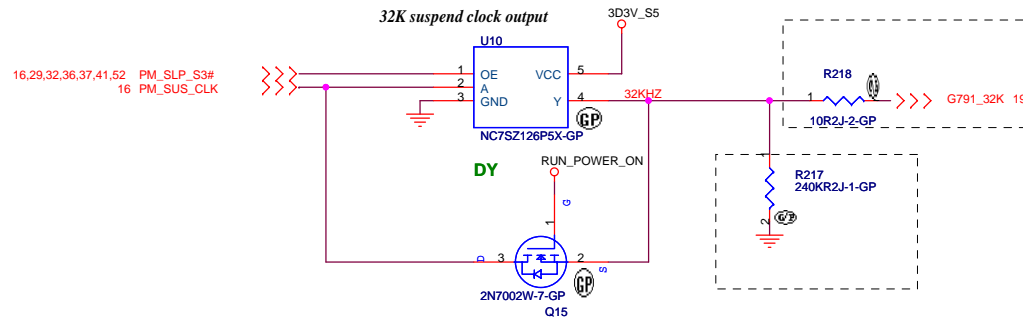 32K suspend clock output
3D3V_S5
U10
16,29,32,36,37,41,52 PM_SLP_S3#
16 PM_SUS_CLK
1 OE VCC 5
2 A
3 GND Y 4
32KHZ
NC7SZ126P5X-GP
GP
R218
1
10R2J-2-GP
G791_32K 19
DY
RUN_POWER_ON
G
1
1
R217
240KR2J-1-GP
2
G/P
D 3
2 S
GP
2N7002W-7-GP
Q15